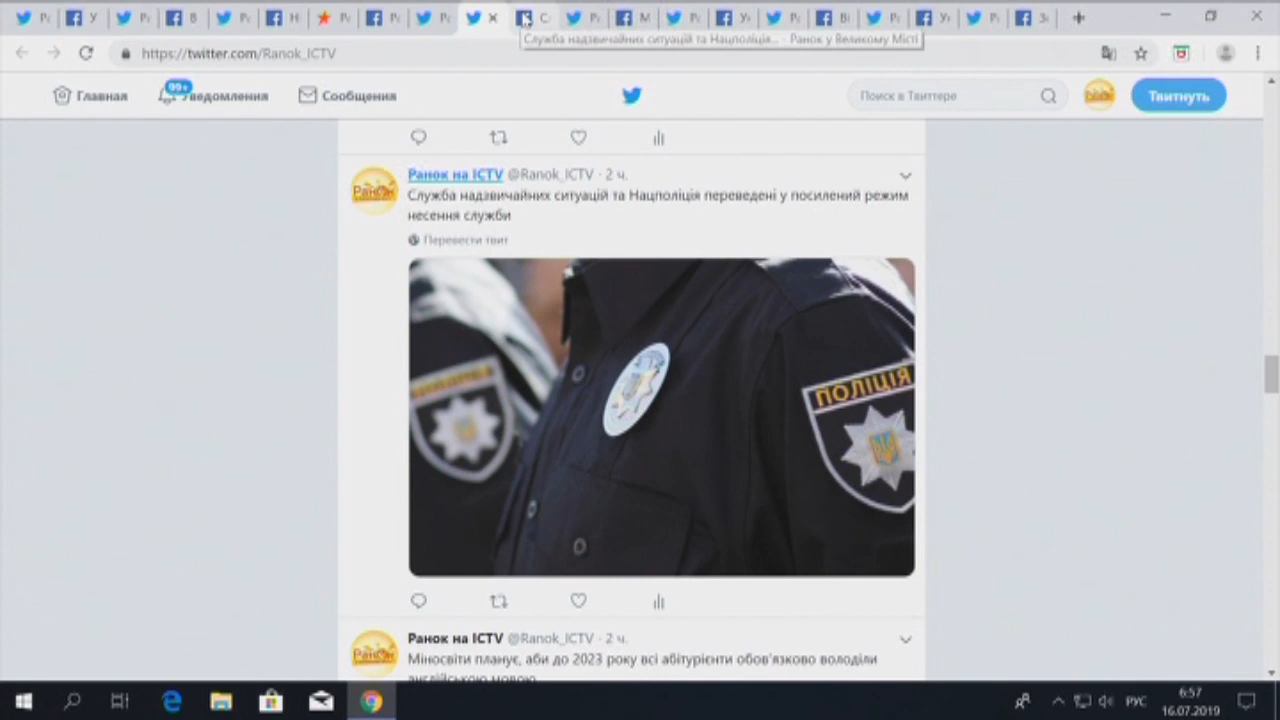 Служба надзвичайних ситуацій та Нацполіція... - Ранок у Великому Місті
https://twitter.com/Ranok_ICTV
Главная
99+
Уведомления
Сообщения
Поиск в Твиттере
Твитнуть
Ранок на ICTV @Ranok_ICTV · 2 ч.
Служба надзвичайних ситуацій та Нацполіція переведені у посилений режим
несення служби
Перевести твит
ПОЛІЦІЯ
Ранок на ICTV @Ranok_ICTV · 2 ч.
Міносвіти планує, аби до 2023 року всі абітурієнти обов'язково володіли
англійською мовою
РУС
6:57
16.07.2019